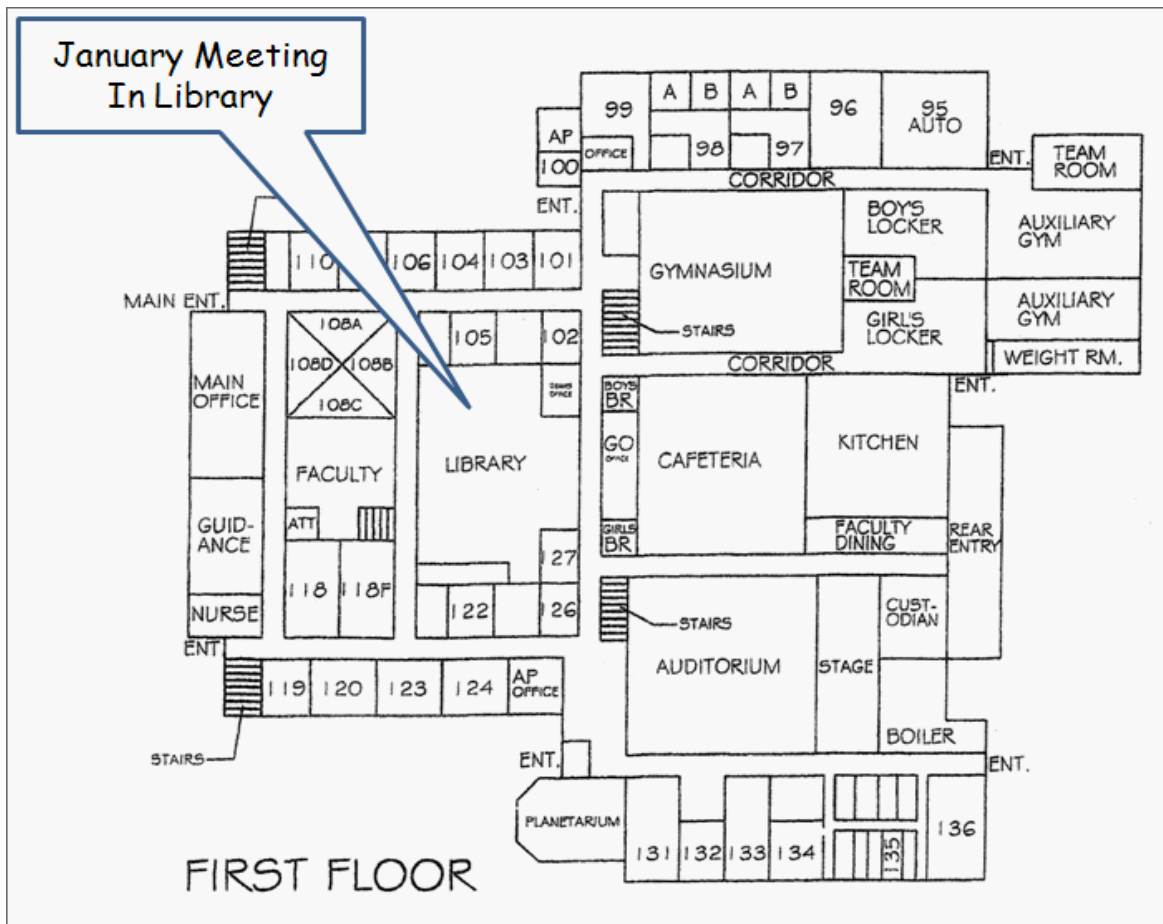 January Meeting
In Library
99
A
B
A
B
96
95
AUTO
AP
OFFICE
98
97
100
ENT.
TEAM
ROOM
CORRIDOR
ENT.
BOY'S
LOCKER
AUXILIARY
GYM
110
106
104
103
101
GYMNASIUM
TEAM
ROOM
MAIN ENT.
108A
105
102
STAIRS
GIRL'S
LOCKER
AUXILIARY
GYM
108D
108B
CORRIDOR
WEIGHT RM.
MAIN
OFFICE
108C
OFFICE
BOYS
BR
ENT.
GO
OFFICE
CAFETERIA
KITCHEN
FACULTY
LIBRARY
GUID-
ANCE
ATT
GIRLS
BR
FACULTY
DINING
REAR
ENTRY
127
118
118F
NURSE
122
126
STAIRS
CUST-
ODIAN
ENT.
AUDITORIUM
STAGE
119
120
123
124
AP
OFFICE
BOILER
STAIRS
ENT.
ENT.
PLANETARIUM
131
132
133
134
135
136
FIRST FLOOR